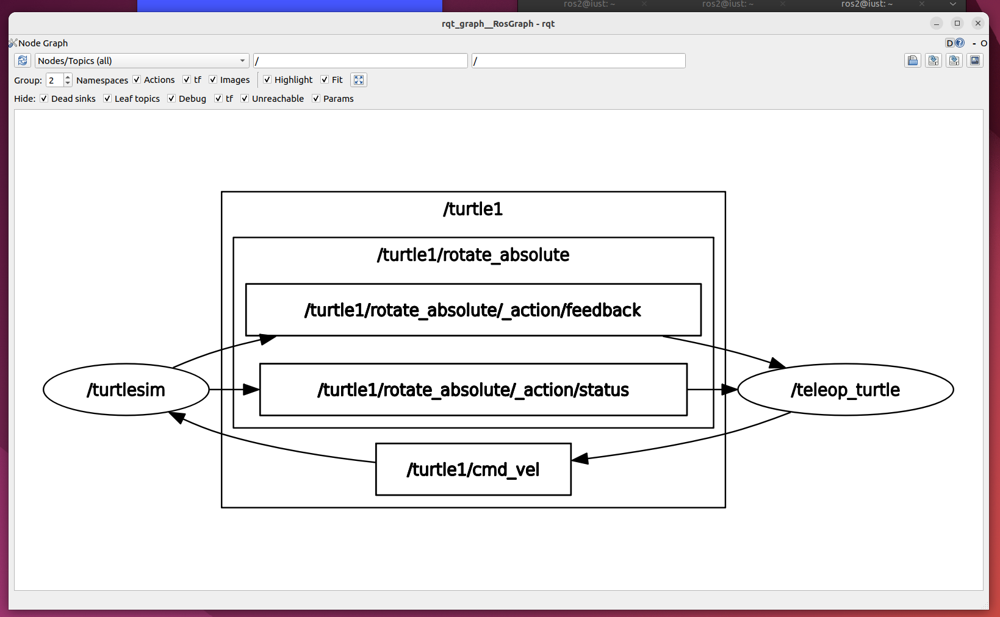 ros2@iust: ~ ros2@iust: ~ ros2@iust: ~
rqt_graph__RosGraph - rqt
Node Graph D ? - O
Nodes/Topics (all) / /
Group: 2 Namespaces Actions tf Images Highlight Fit
Hide: Dead sinks Leaf topics Debug tf Unreachable Params
/turtle1
/turtle1/rotate_absolute
/turtle1/rotate_absolute/_action/feedback
/turtlesim
/turtle1/rotate_absolute/_action/status
/teleop_turtle
/turtle1/cmd_vel